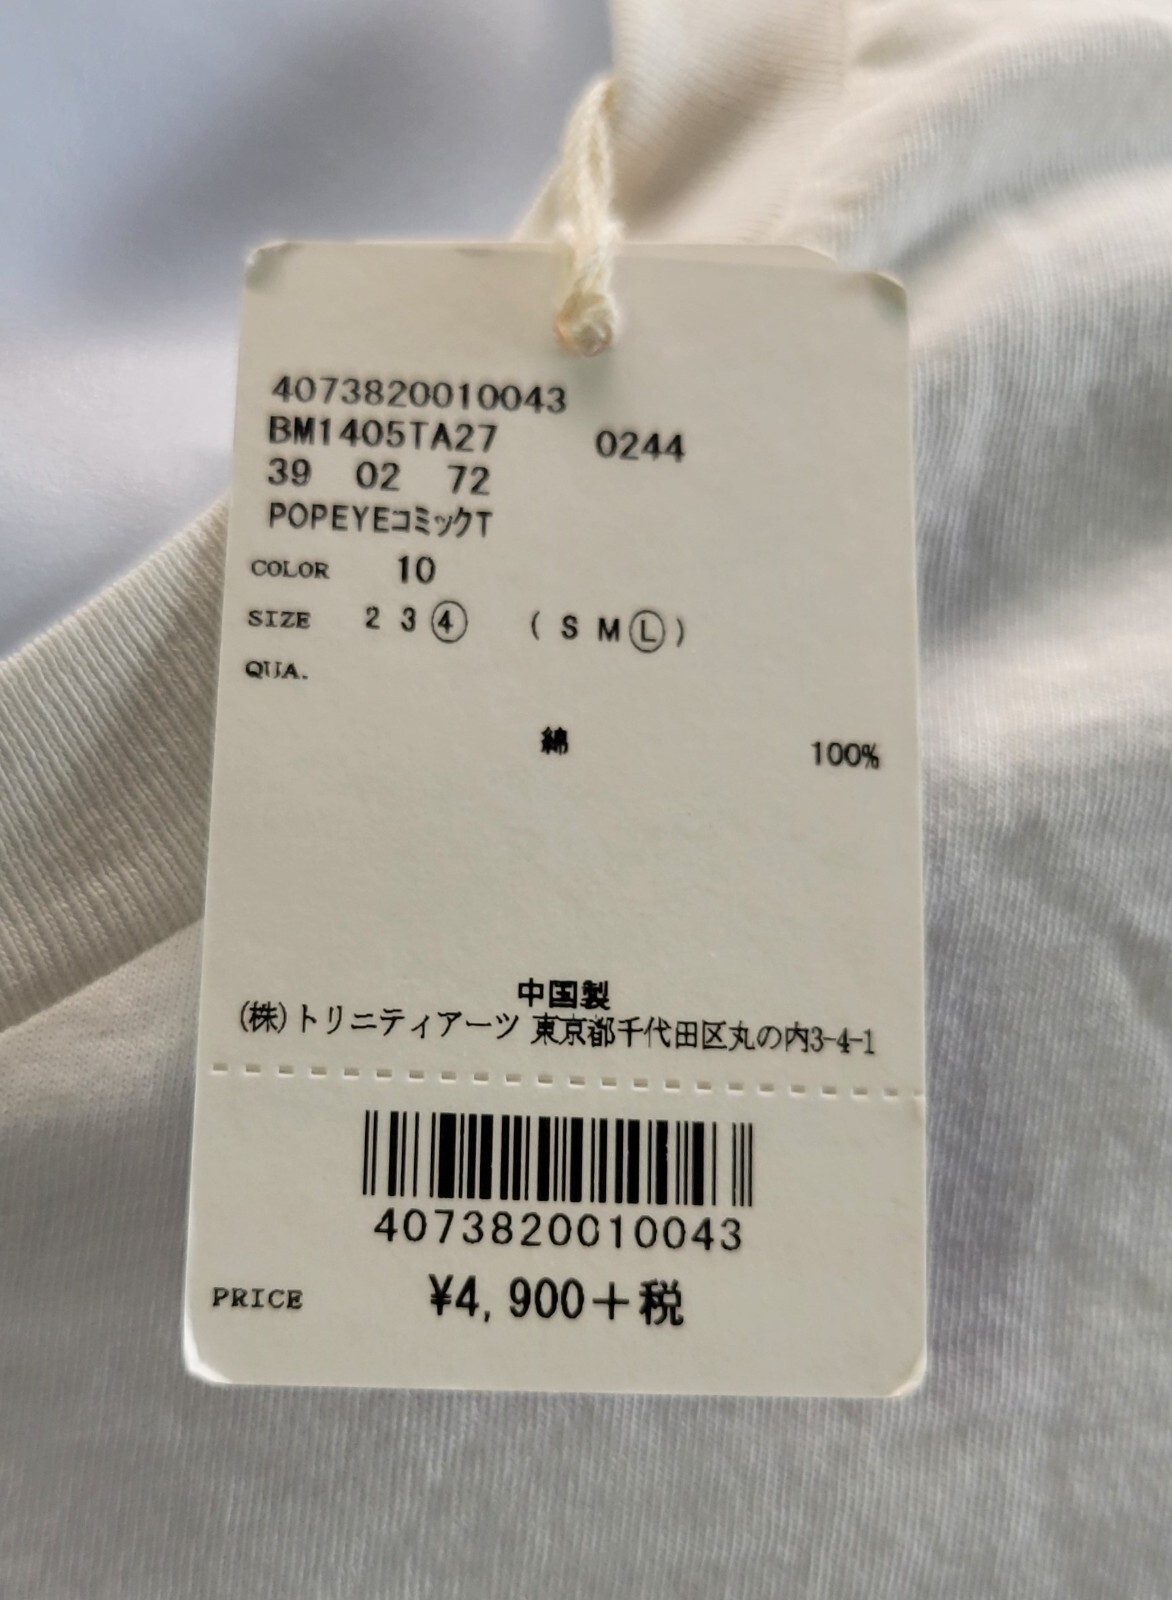 4073820010043
BM1405TA27 0244
39 02 72
POPEYEコミックT
COLOR 10
SIZE 2 3 4 ( S M L )
QUA.
綿 100%
中国製
(株)トリニティアーツ 東京都千代田区丸の内3-4-1
4073820010043
PRICE ¥4,900+税